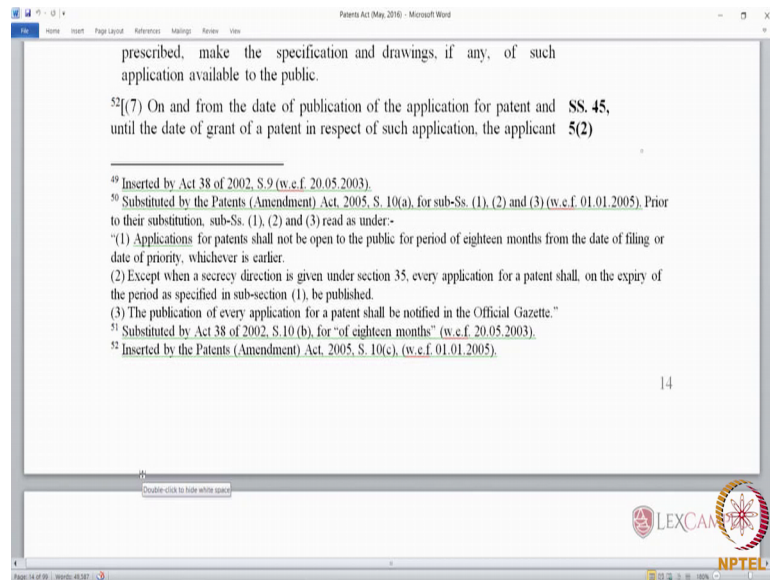 Patents Act (May, 2016) - Microsoft Word
File Home Insert Page Layout References Mailings Review View
prescribed, make the specification and drawings, if any, of such
application available to the public.
52[(7) On and from the date of publication of the application for patent and SS. 45,
until the date of grant of a patent in respect of such application, the applicant 5(2)
49 Inserted by Act 38 of 2002, S.9 (w.e.f. 20.05.2003).
50 Substituted by the Patents (Amendment) Act, 2005, S. 10(a), for sub-Ss. (1), (2) and (3) (w.e.f. 01.01.2005). Prior
to their substitution, sub-Ss. (1), (2) and (3) read as under:-
"(1) Applications for patents shall not be open to the public for period of eighteen months from the date of filing or
date of priority, whichever is earlier.
(2) Except when a secrecy direction is given under section 35, every application for a patent shall, on the expiry of
the period as specified in sub-section (1), be published.
(3) The publication of every application for a patent shall be notified in the Official Gazette."
51 Substituted by Act 38 of 2002, S.10 (b), for "of eighteen months" (w.e.f. 20.05.2003).
52 Inserted by the Patents (Amendment) Act, 2005, S. 10(c), (w.e.f. 01.01.2005).
14
Double-click to hide white space
LEXCAM
NPTEL
Page: 14 of 99 Words: 49,587 180%